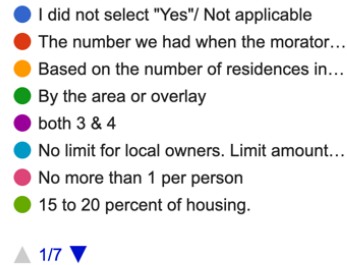 I did not select "Yes"/ Not applicable
The number we had when the morator…
Based on the number of residences in…
By the area or overlay
both 3 & 4
No limit for local owners. Limit amount…
No more than 1 per person
15 to 20 percent of housing.
1/7